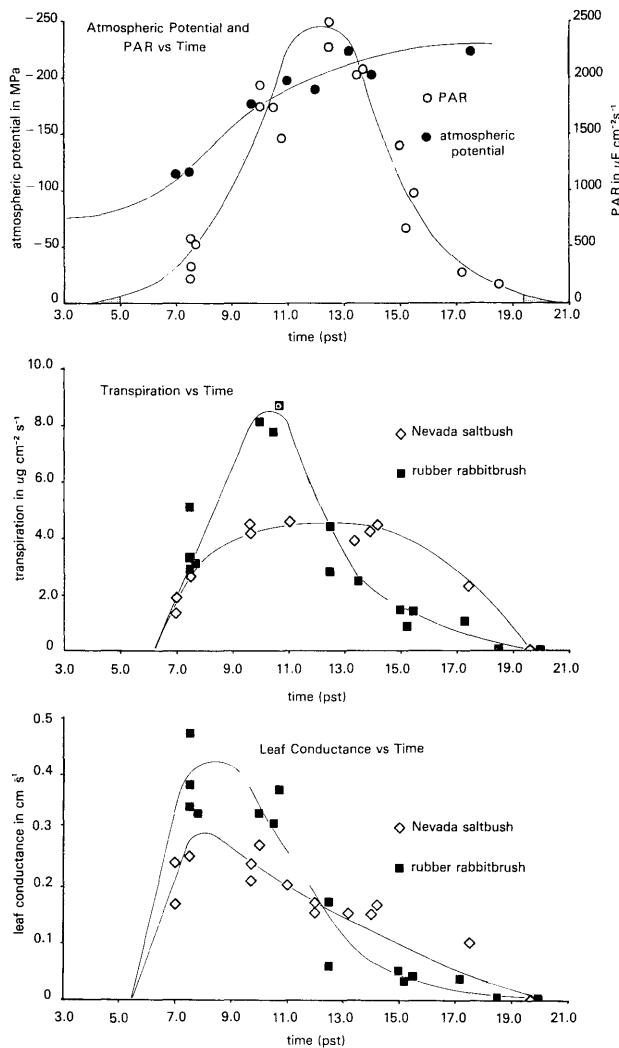 Atmospheric Potential and
PAR vs Time
atmospheric potential in MPa
−250
−200
−150
−100
−50
0
2500
2000
1500
1000
500
0
PAR in uE cm⁻²s⁻¹
PAR
atmospheric
potential
3.0 5.0 7.0 9.0 11.0 13.0 15.0 17.0 19.0 21.0
time (pst)
Transpiration vs Time
transpiration in ug cm⁻² s⁻¹
10.0
8.0
6.0
4.0
2.0
0
Nevada saltbush
rubber rabbitbrush
3.0 5.0 7.0 9.0 11.0 13.0 15.0 17.0 19.0 21.0
time (pst)
Leaf Conductance vs Time
leaf conductance in cm s⁻¹
0.5
0.4
0.3
0.2
0.1
0
Nevada saltbush
rubber rabbitbrush
3.0 5.0 7.0 9.0 11.0 13.0 15.0 17.0 19.0 21.0
time (pst)